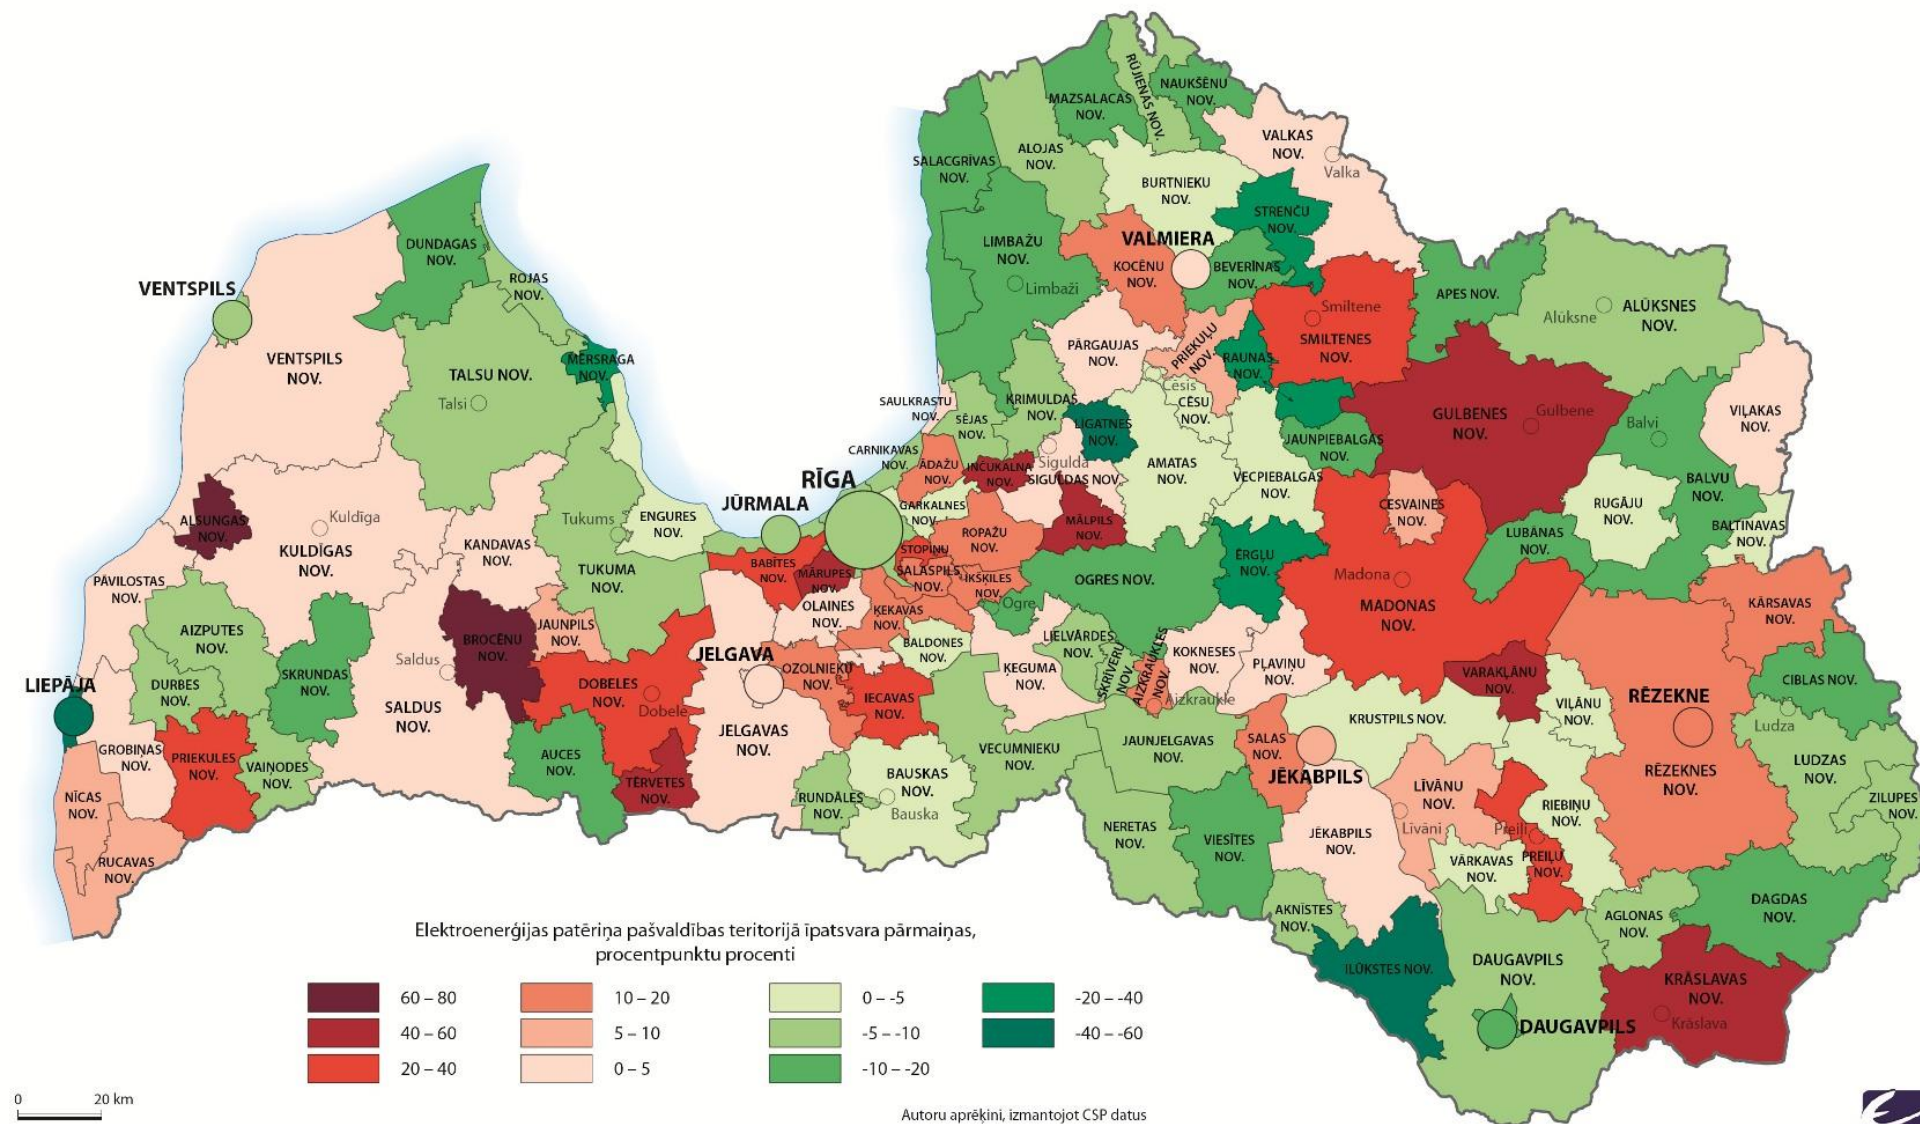 RŪJIENAS NOV.
NAUKŠĒNU
NOV.
MAZSALACAS
NOV.
VALKAS
NOV.
Valka
ALOJAS
NOV.
SALACGRĪVAS
NOV.
BURTNIEKU
NOV.
STRENČU
NOV.
DUNDAGAS
NOV.
LIMBAŽU
NOV.
Limbaži
VALMIERA
KOCĒNU
NOV.
BEVERĪNAS
NOV.
ROJAS
NOV.
VENTSPILS
APES NOV.
Alūksne
ALŪKSNES
NOV.
Smiltene
SMILTENES
NOV.
VENTSPILS
NOV.
TALSU NOV.
Talsi
MĒRSRAGA
NOV.
PĀRGAUJAS
NOV.
PRIEKUĻU
NOV.
RAUNAS
NOV.
Cēsis
CĒSU
NOV.
SAULKRASTU
NOV.
KRIMULDAS
NOV.
SĒJAS
NOV.
LĪGATNES
NOV.
GULBENES
NOV.
Gulbene
Balvi
VIĻAKAS
NOV.
JAUNPIEBALGAS
NOV.
CARNIKAVAS
NOV.
ĀDAŽU
NOV.
INČUKALNA
NOV.
Sigulda
SIGULDAS NOV.
AMATAS
NOV.
VECPIEBALGAS
NOV.
RĪGA
JŪRMALA
GARKALNES
NOV.
BALVU
NOV.
RUGĀJU
NOV.
CESVAINES
NOV.
BALTINAVAS
NOV.
LUBĀNAS
NOV.
ALSUNGAS
NOV.
Kuldīga
KULDĪGAS
NOV.
Tukums
ENGURES
NOV.
KANDAVAS
NOV.
TUKUMA
NOV.
ROPAŽU
NOV.
MĀLPILS
NOV.
STOPIŅU
NOV.
SALASPILS
NOV.
IKŠĶILES
NOV.
BABĪTES
NOV.
MĀRUPES
NOV.
OGRES NOV.
Ogre
ĒRGĻU
NOV.
Madona
MADONAS
NOV.
KĀRSAVAS
NOV.
PĀVILOSTAS
NOV.
OLAINES
NOV.
ĶEKAVAS
NOV.
AIZPUTES
NOV.
JAUNPILS
NOV.
BROCĒNU
NOV.
BALDONES
NOV.
LIELVĀRDES
NOV.
SKRĪVERU
NOV.
AIZKRAUKLES
NOV.
Aizkraukle
KOKNESES
NOV.
PĻAVIŅU
NOV.
Saldus
SALDUS
NOV.
JELGAVA
OZOLNIEKU
NOV.
ĶEGUMA
NOV.
VARAKĻĀNU
NOV.
CIBLAS NOV.
LIEPĀJA
DURBES
NOV.
SKRUNDAS
NOV.
DOBELES
NOV.
Dobele
IECAVAS
NOV.
RĒZEKNE
VIĻĀNU
NOV.
KRUSTPILS NOV.
Ludza
LUDZAS
NOV.
GROBIŅAS
NOV.
PRIEKULES
NOV.
VAIŅODES
NOV.
AUCES
NOV.
JELGAVAS
NOV.
VECUMNIEKU
NOV.
JAUNJELGAVAS
NOV.
SALAS
NOV.
JĒKABPILS
RĒZEKNES
NOV.
NĪCAS
NOV.
TĒRVETES
NOV.
RUNDĀLES
NOV.
BAUSKAS
NOV.
Bauska
LĪVĀNU
NOV.
Līvāni
RIEBIŅU
NOV.
ZILUPES
NOV.
Preiļi
NERETAS
NOV.
VIESĪTES
NOV.
JĒKABPILS
NOV.
VĀRKAVAS
NOV.
PREIĻU
NOV.
RUCAVAS
NOV.
AKNĪSTES
NOV.
AGLONAS
NOV.
DAGDAS
NOV.
ILŪKSTES NOV.
DAUGAVPILS
NOV.
DAUGAVPILS
KRĀSLAVAS
NOV.
Krāslava
Elektroenerģijas patēriņa pašvaldības teritorijā īpatsvara pārmaiņas,
procentpunktu procenti
60 – 80
40 – 60
20 – 40
10 – 20
5 – 10
0 – 5
0 – -5
-5 – -10
-10 – -20
-20 – -40
-40 – -60
0 20 km
Autoru aprēķini, izmantojot CSP datus